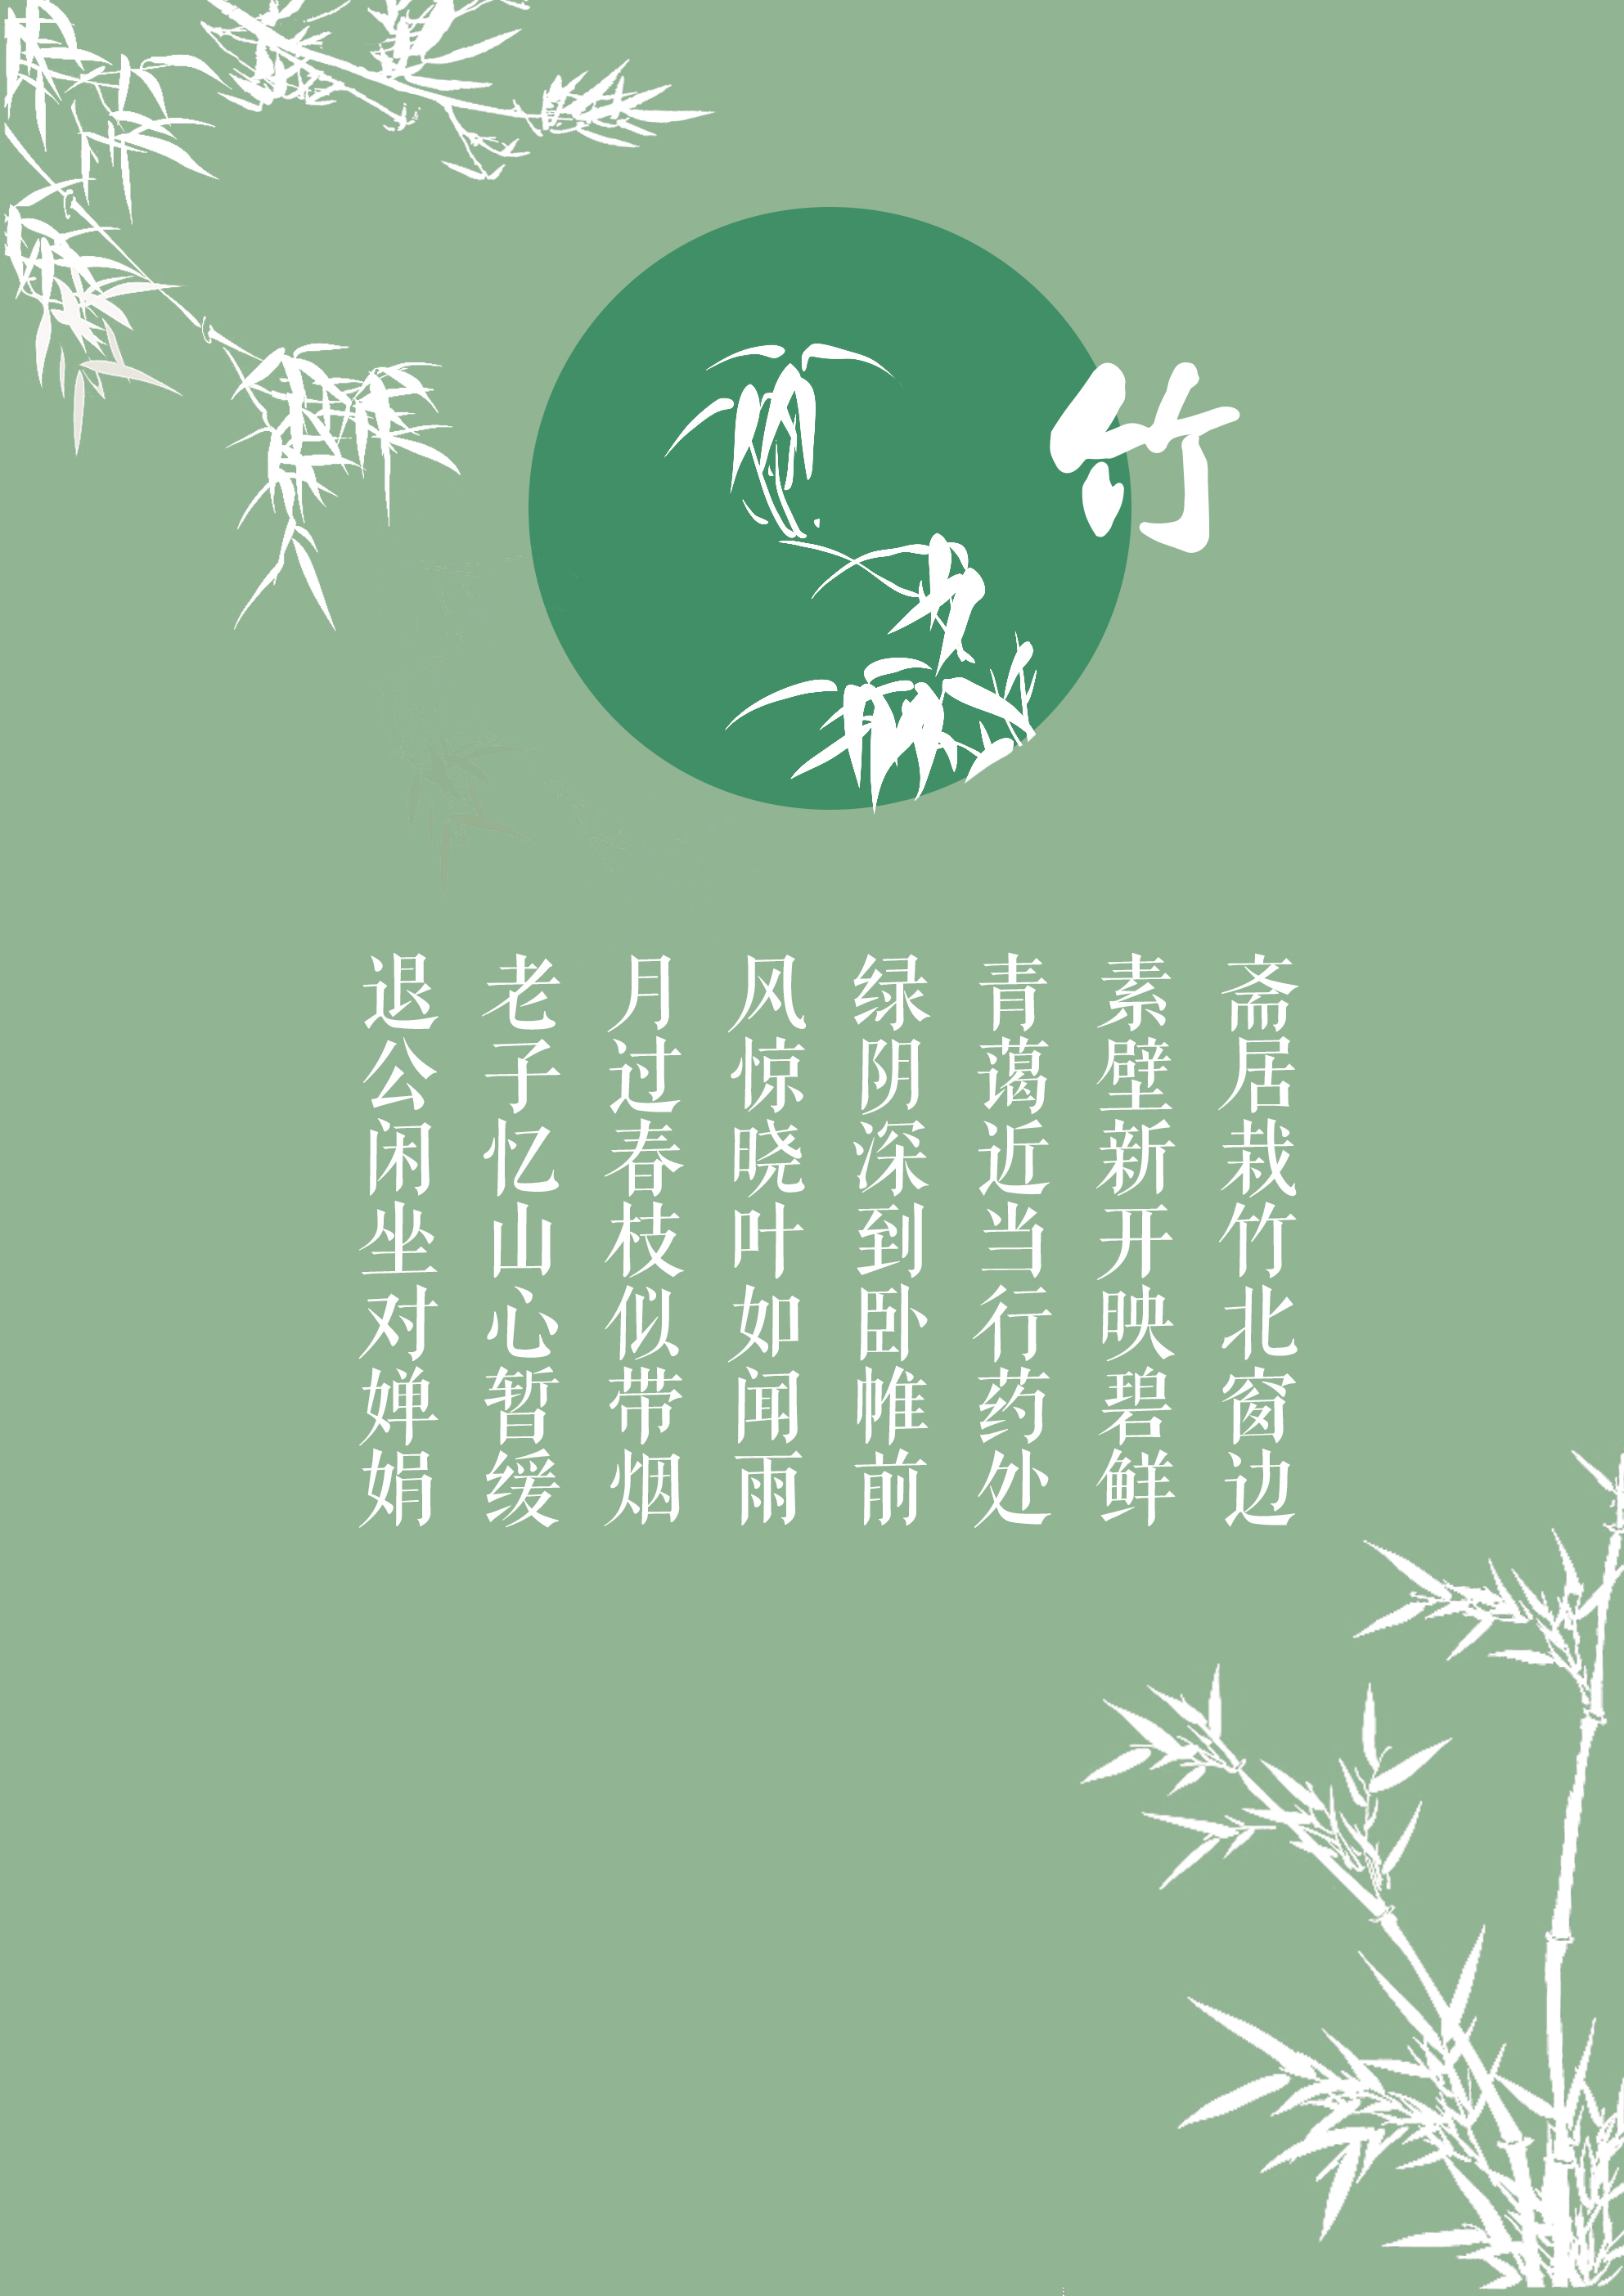 竹
斋居栽竹北窗边
素壁新开映碧鲜
青蔼近当行药处
绿阴深到卧帷前
风惊晓叶如闻雨
月过春枝似带烟
老子忆山心暂缓
退公闲坐对婵娟